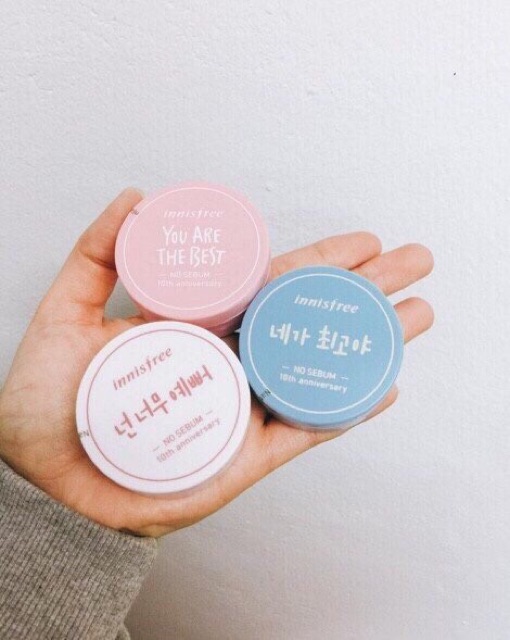 innisfree
YOU ARE
THE BEST
NO SEBUM
10th anniversary
innisfree
네가 최고야
NO SEBUM
10th anniversary
innisfree
넌 너무 예뻐
NO SEBUM
10th anniversary